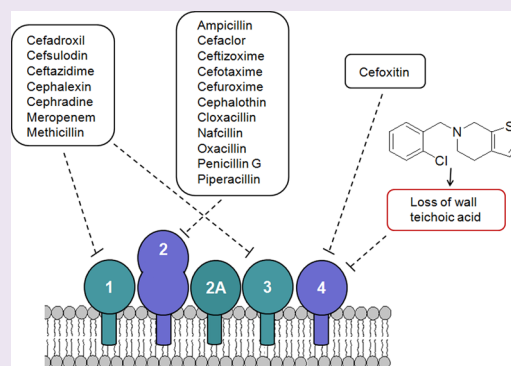 Cefadroxil
Cefsulodin
Ceftazidime
Cephalexin
Cephradine
Meropenem
Methicillin
Ampicillin
Cefaclor
Ceftizoxime
Cefotaxime
Cefuroxime
Cephalothin
Cloxacillin
Nafcillin
Oxacillin
Penicillin G
Piperacillin
Cefoxitin
N
S
Cl
Loss of wall
teichoic acid
1
2
2A
3
4